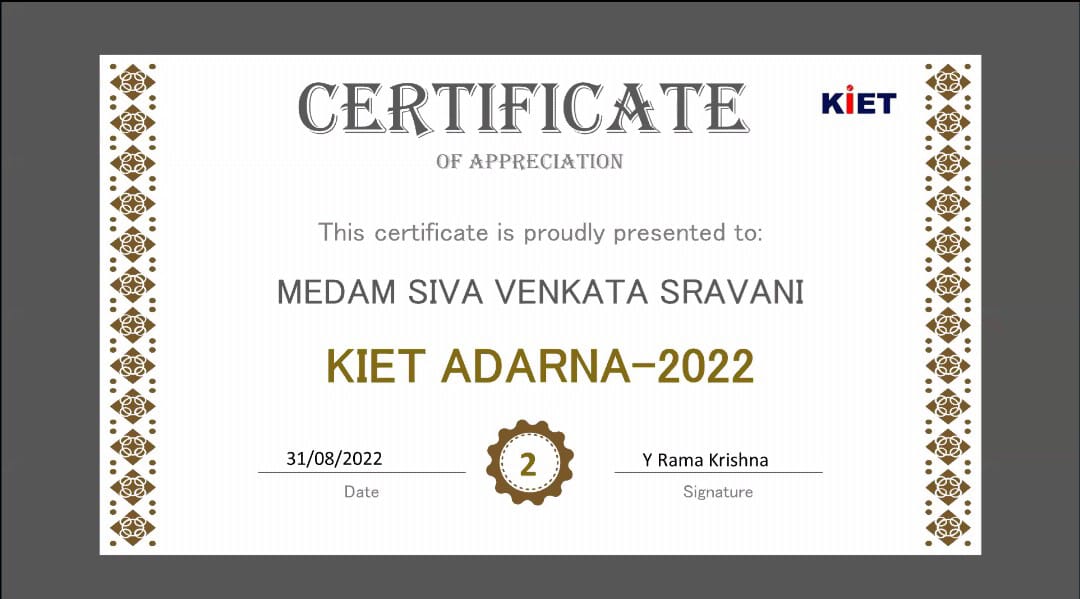 CERTIFICATE
KiET
OF APPRECIATION
This certificate is proudly presented to:
MEDAM SIVA VENKATA SRAVANI
KIET ADARNA-2022
31/08/2022
2
Y Rama Krishna
Date
Signature